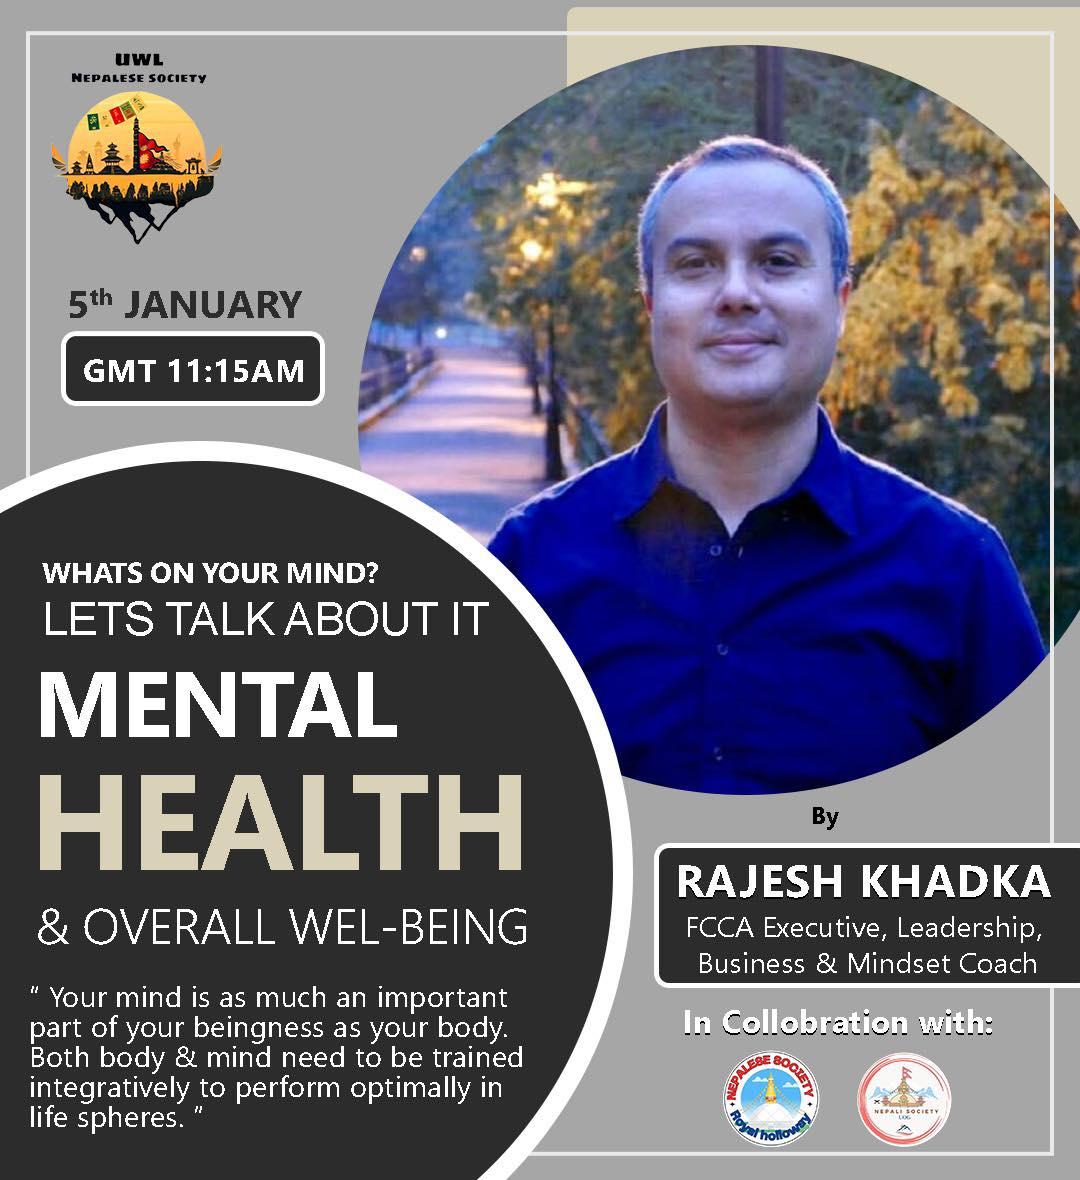 UWL
NEPALESE SOCIETY
5th JANUARY
GMT 11:15AM
WHATS ON YOUR MIND?
LETS TALK ABOUT IT
MENTAL
HEALTH
& OVERALL WEL-BEING
“ Your mind is as much an important
part of your beingness as your body.
Both body & mind need to be trained
integratively to perform optimally in
life spheres. ”
By
RAJESH KHADKA
FCCA Executive, Leadership,
Business & Mindset Coach
In Collobration with:
NEPALESE SOCIETY
Royal holloway
NEPALI SOCIETY
UOG